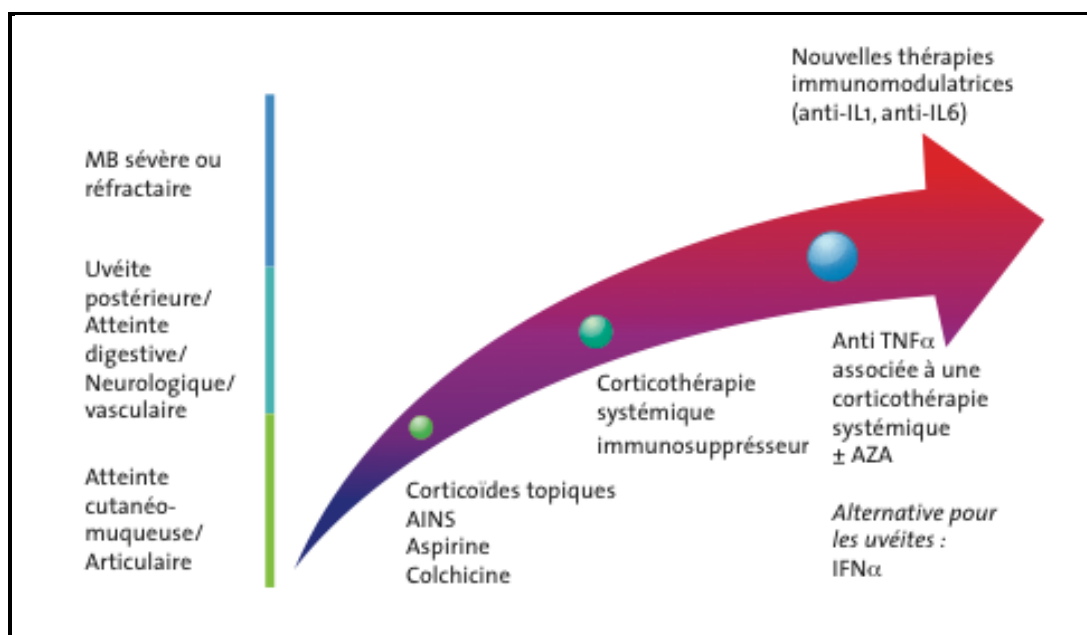 Nouvelles thérapies
immunomodulatrices
(anti-IL1, anti-IL6)
MB sévère ou
réfractaire
Uvéite
postérieure/
Atteinte
digestive/
Neurologique/
vasculaire
Atteinte
cutanéo-
muqueuse/
Articulaire
Corticoïdes topiques
AINS
Aspirine
Colchicine
Corticothérapie
systémique
immunosupprésseur
Anti TNFα
associée à une
corticothérapie
systémique
± AZA
Alternative pour
les uvéites :
IFNα